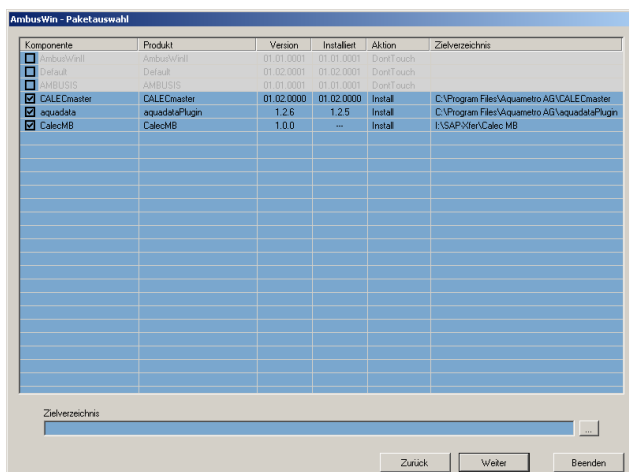 AmbusWin - Paketauswahl
Komponente Produkt Version Installiert Aktion Zielverzeichnis
AmbusWinII AmbusWinII 01.01.0001 01.01.0001 DontTouch
Default Default 01.02.0001 01.02.0001 DontTouch
AMBUSIS AMBUSIS 01.01.0001 01.01.0001 DontTouch
CALECmaster CALECmaster 01.02.0000 01.02.0000 Install C:\Program Files\Aquametro AG\CALECmaster
aquadata aquadataPlugin 1.2.6 1.2.5 Install C:\Program Files\Aquametro AG\aquadataPlugin
CalecMB CalecMB 1.0.0 --- Install I:\SAP-Xfer\Calec MB
Zielverzeichnis
...
Zurück Weiter Beenden